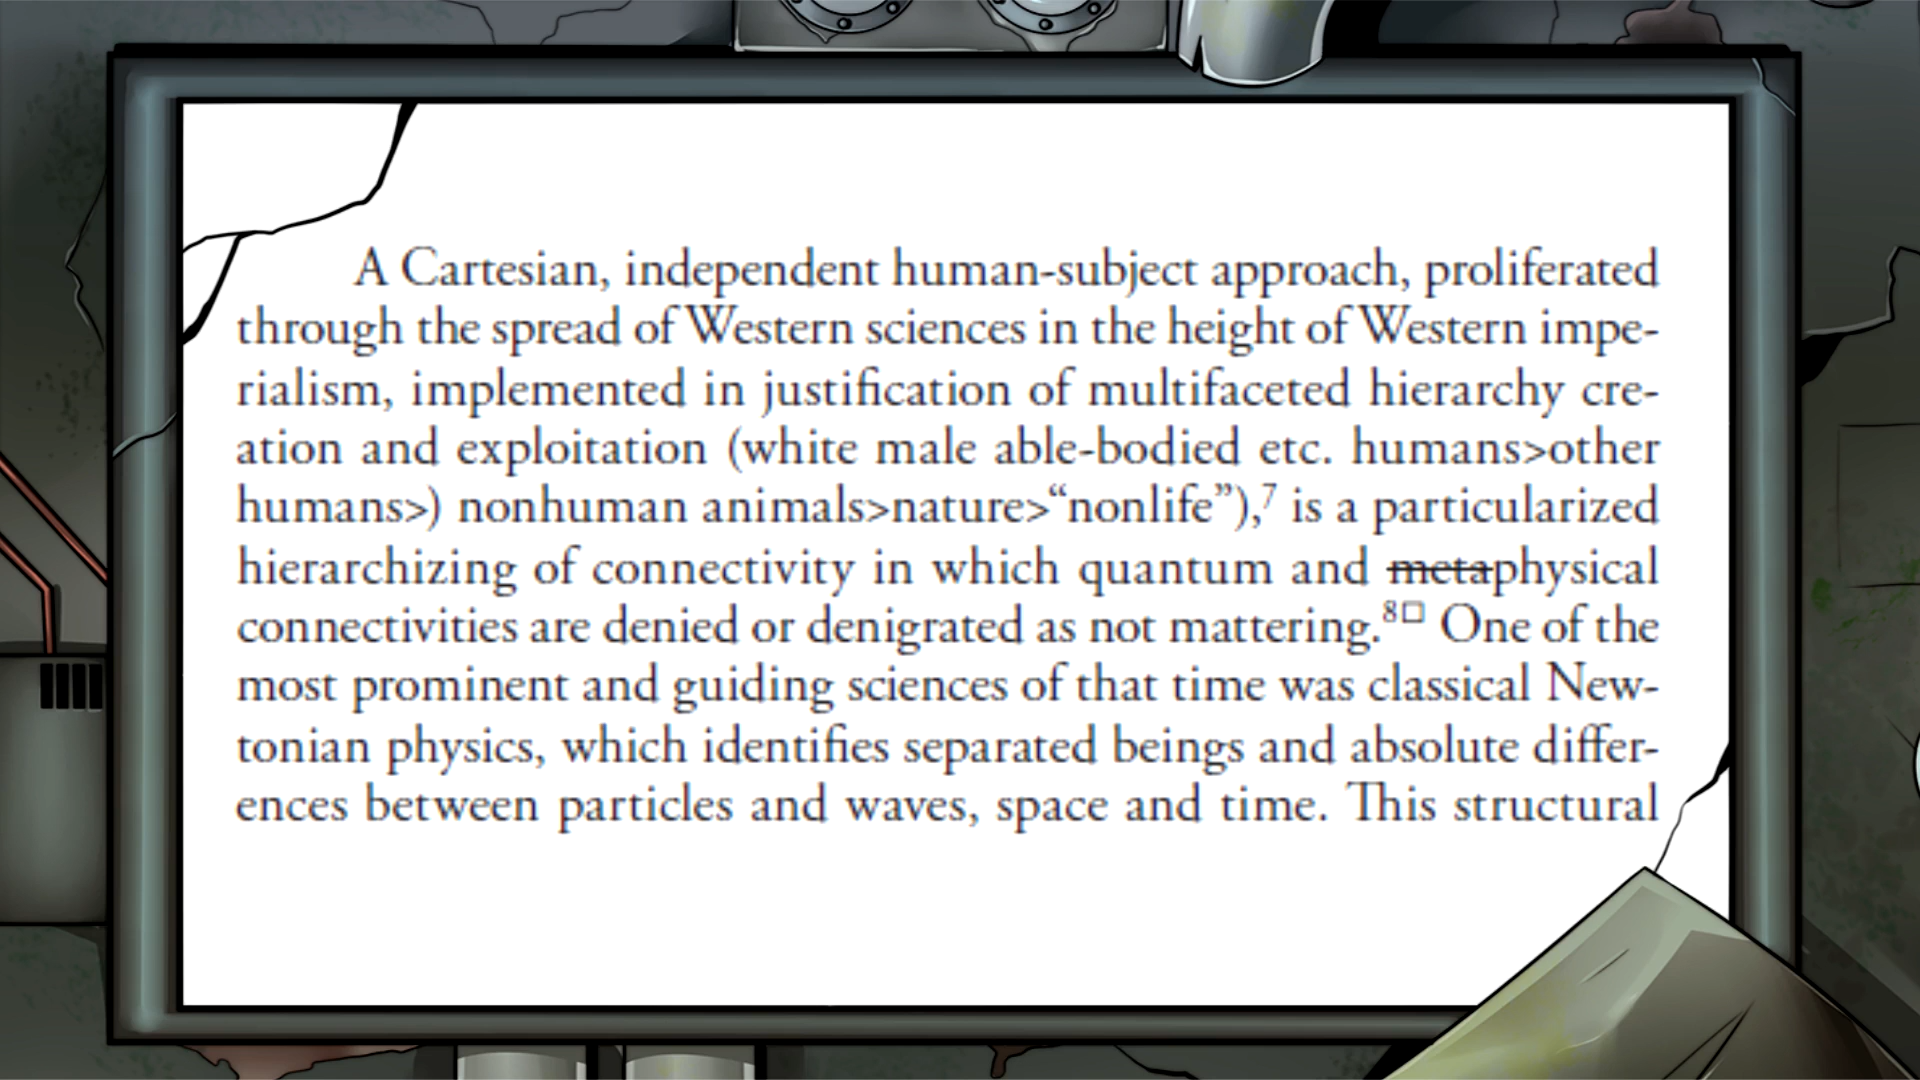 A Cartesian, independent human-subject approach, proliferated
through the spread of Western sciences in the height of Western impe-
rialism, implemented in justification of multifaceted hierarchy cre-
ation and exploitation (white male able-bodied etc. humans>other
humans>) nonhuman animals>nature>“nonlife”),7 is a particularized
hierarchizing of connectivity in which quantum and metaphysical
connectivities are denied or denigrated as not mattering.8□ One of the
most prominent and guiding sciences of that time was classical New-
tonian physics, which identifies separated beings and absolute differ-
ences between particles and waves, space and time. This structural